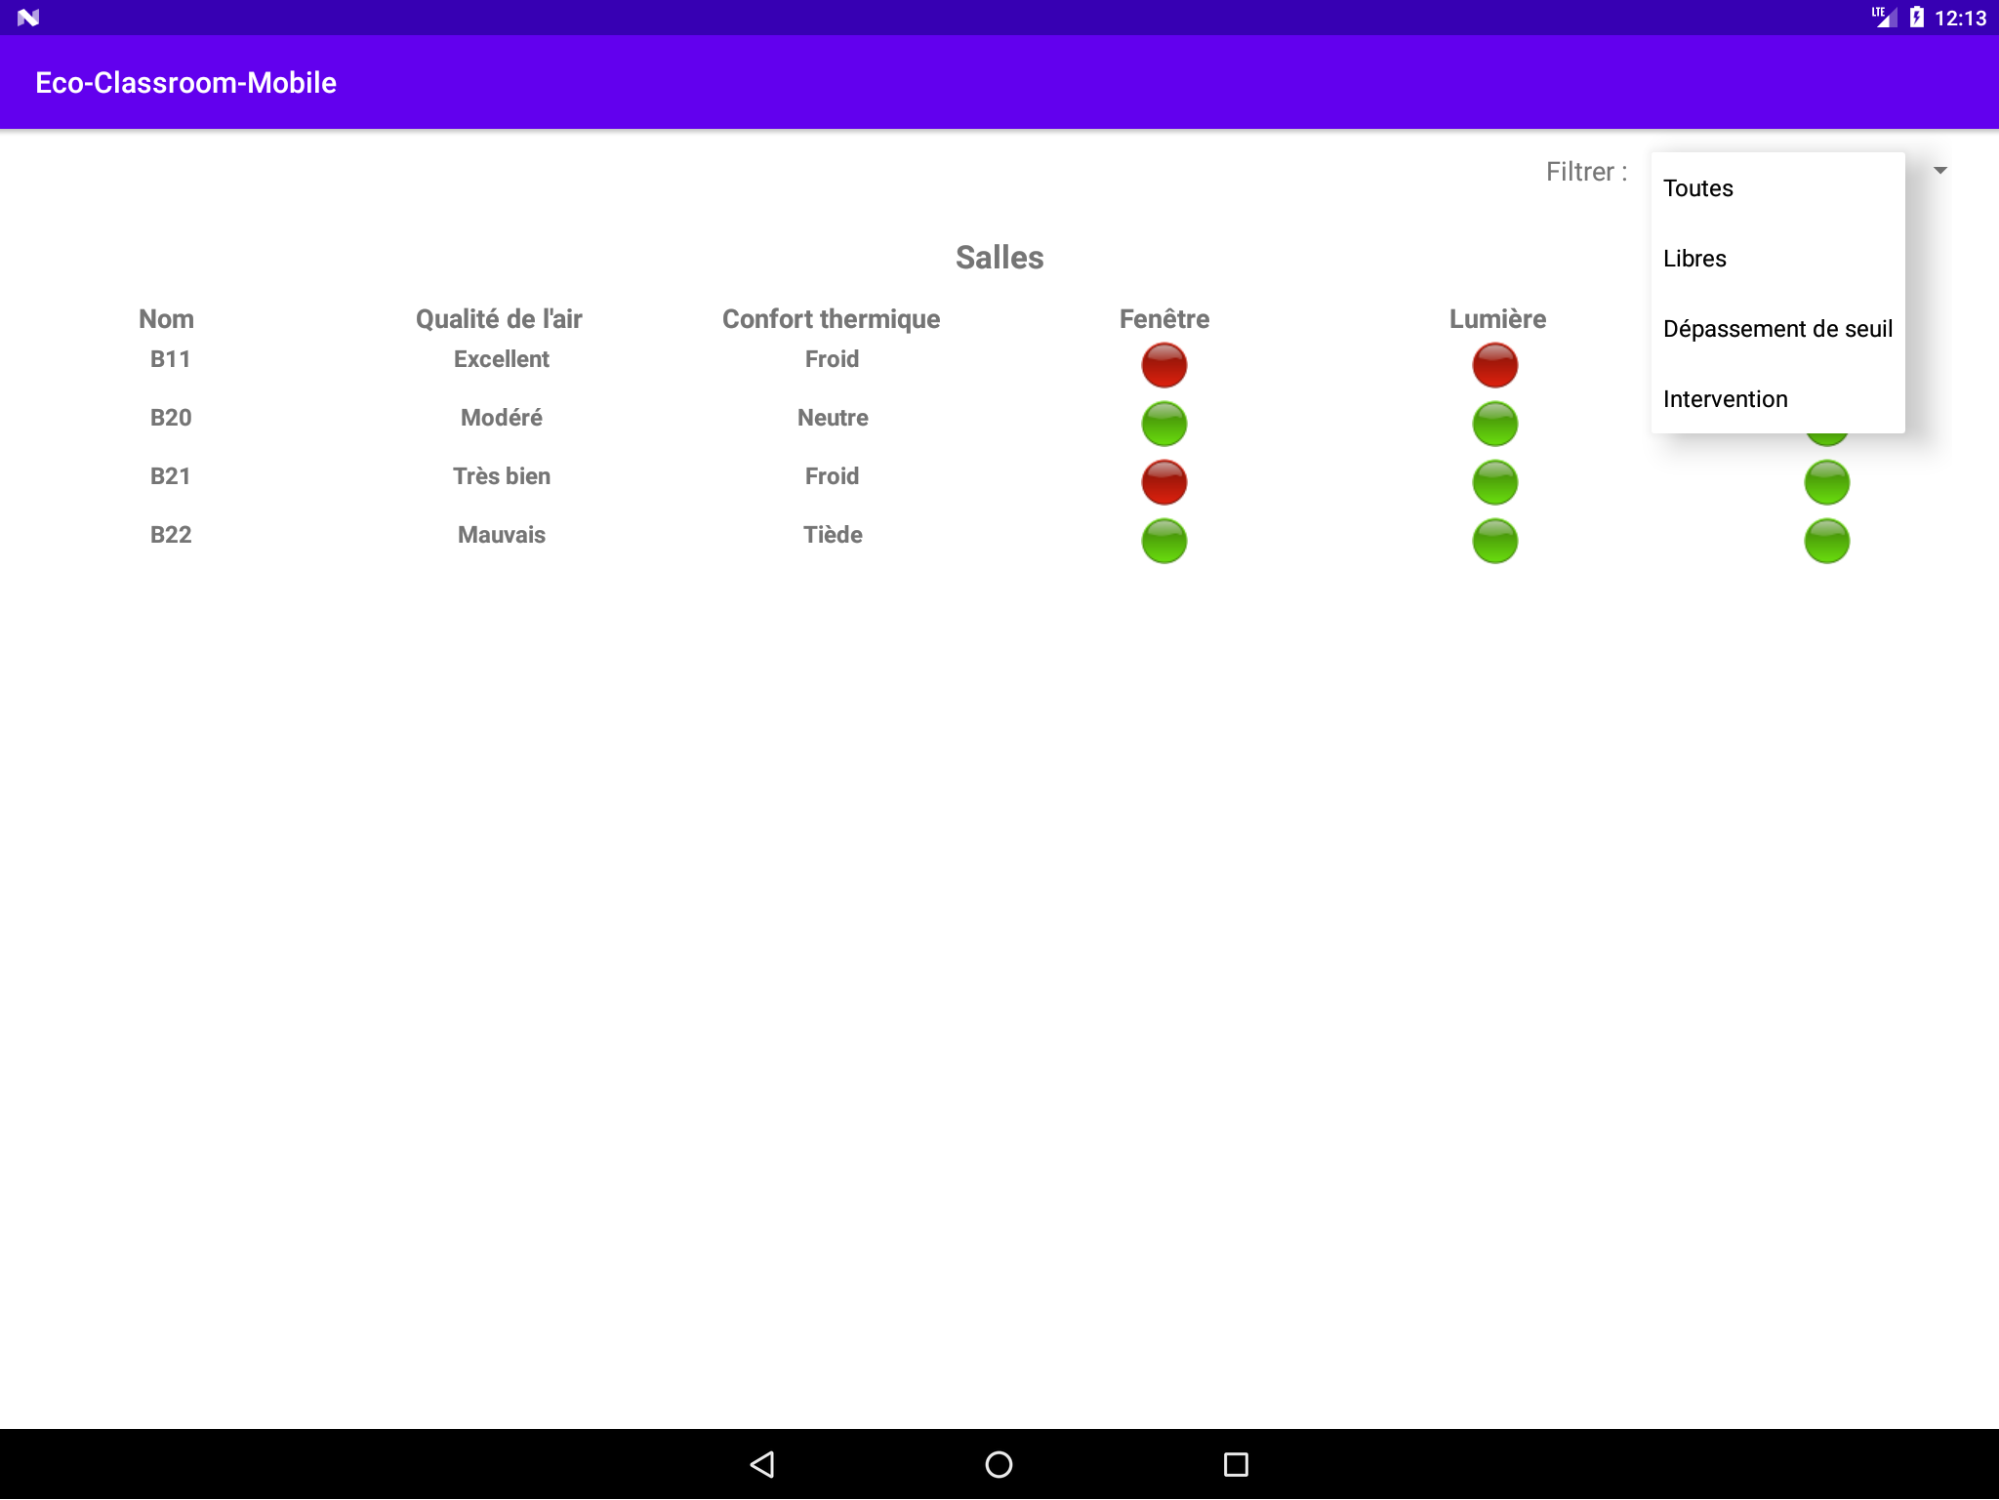 LTE 12:13
Eco-Classroom-Mobile
Filtrer :
Toutes
Libres
Dépassement de seuil
Intervention
Salles
Nom Qualité de l'air Confort thermique Fenêtre Lumière
B11 Excellent Froid
B20 Modéré Neutre
B21 Très bien Froid
B22 Mauvais Tiède